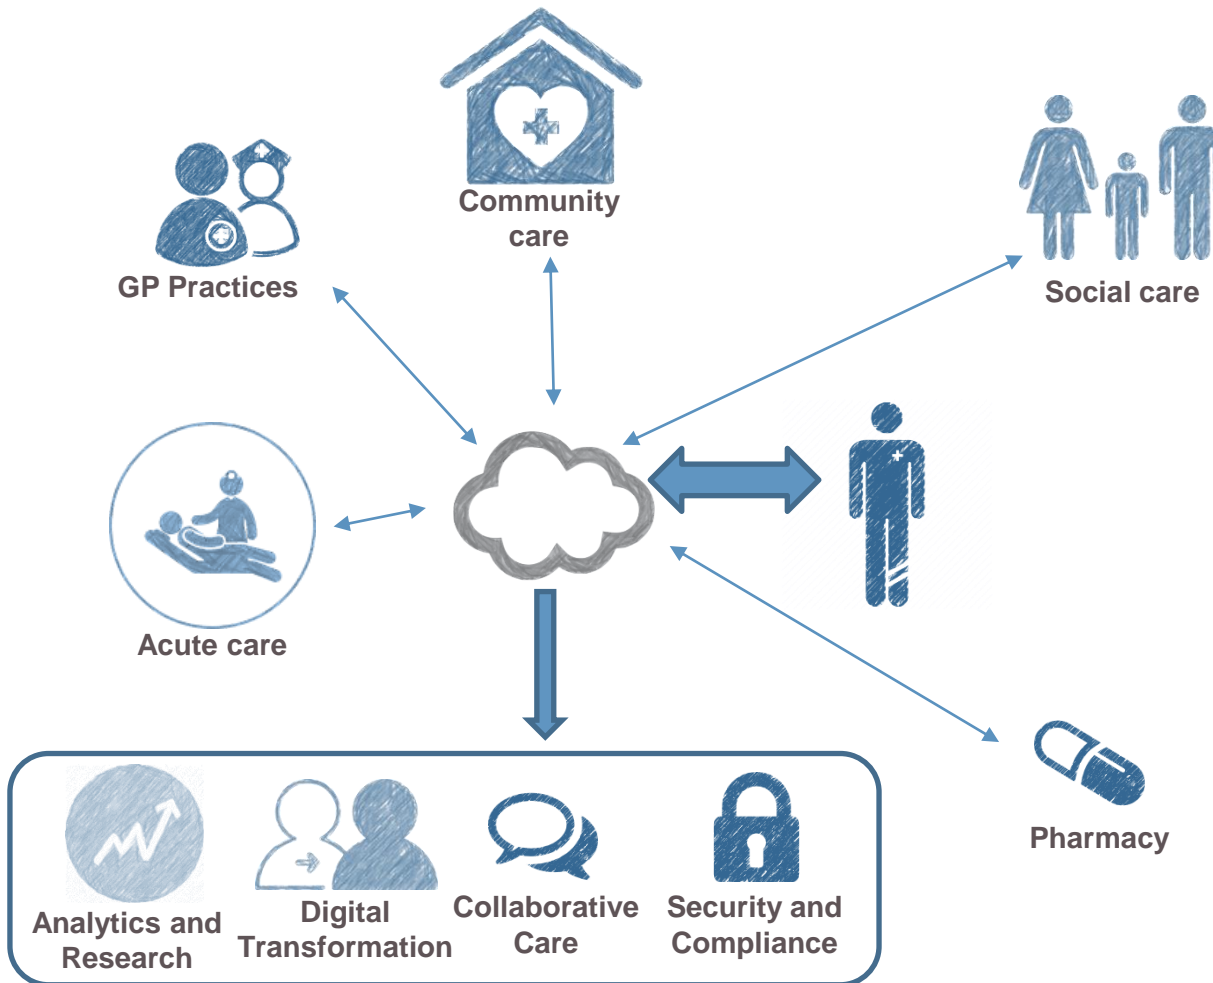 Community
care
GP Practices
Social care
Acute care
Pharmacy
Analytics and
Research
Digital
Transformation
Collaborative
Care
Security and
Compliance